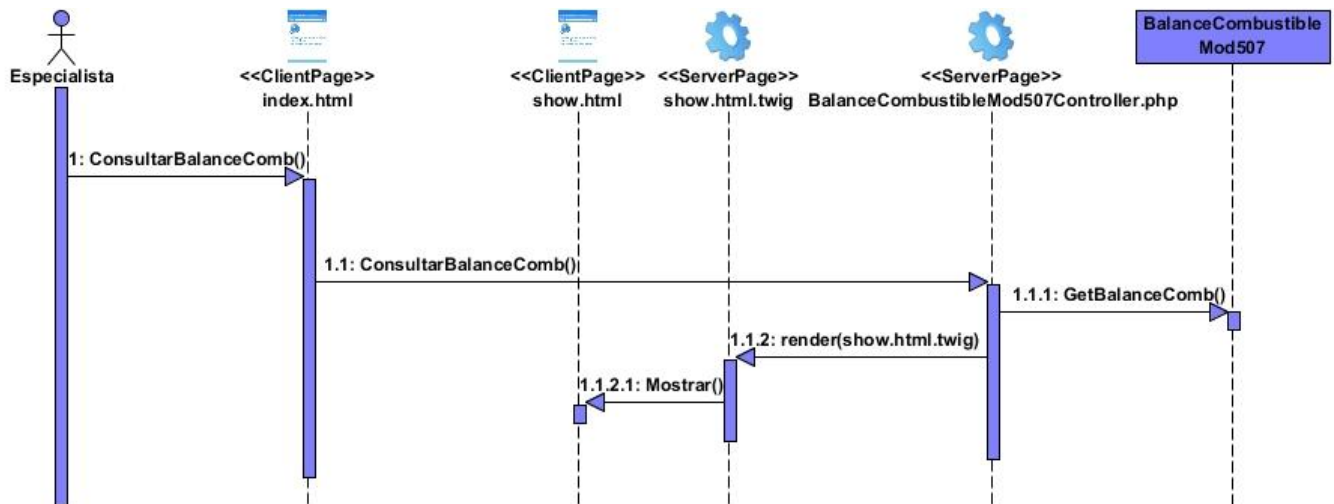 BalanceCombustible
Mod507
Especialista
<<ClientPage>>
index.html
<<ClientPage>>
show.html
<<ServerPage>>
show.html.twig
<<ServerPage>>
BalanceCombustibleMod507Controller.php
1: ConsultarBalanceComb()
1.1: ConsultarBalanceComb()
1.1.1: GetBalanceComb()
1.1.2: render(show.html.twig)
1.1.2.1: Mostrar()